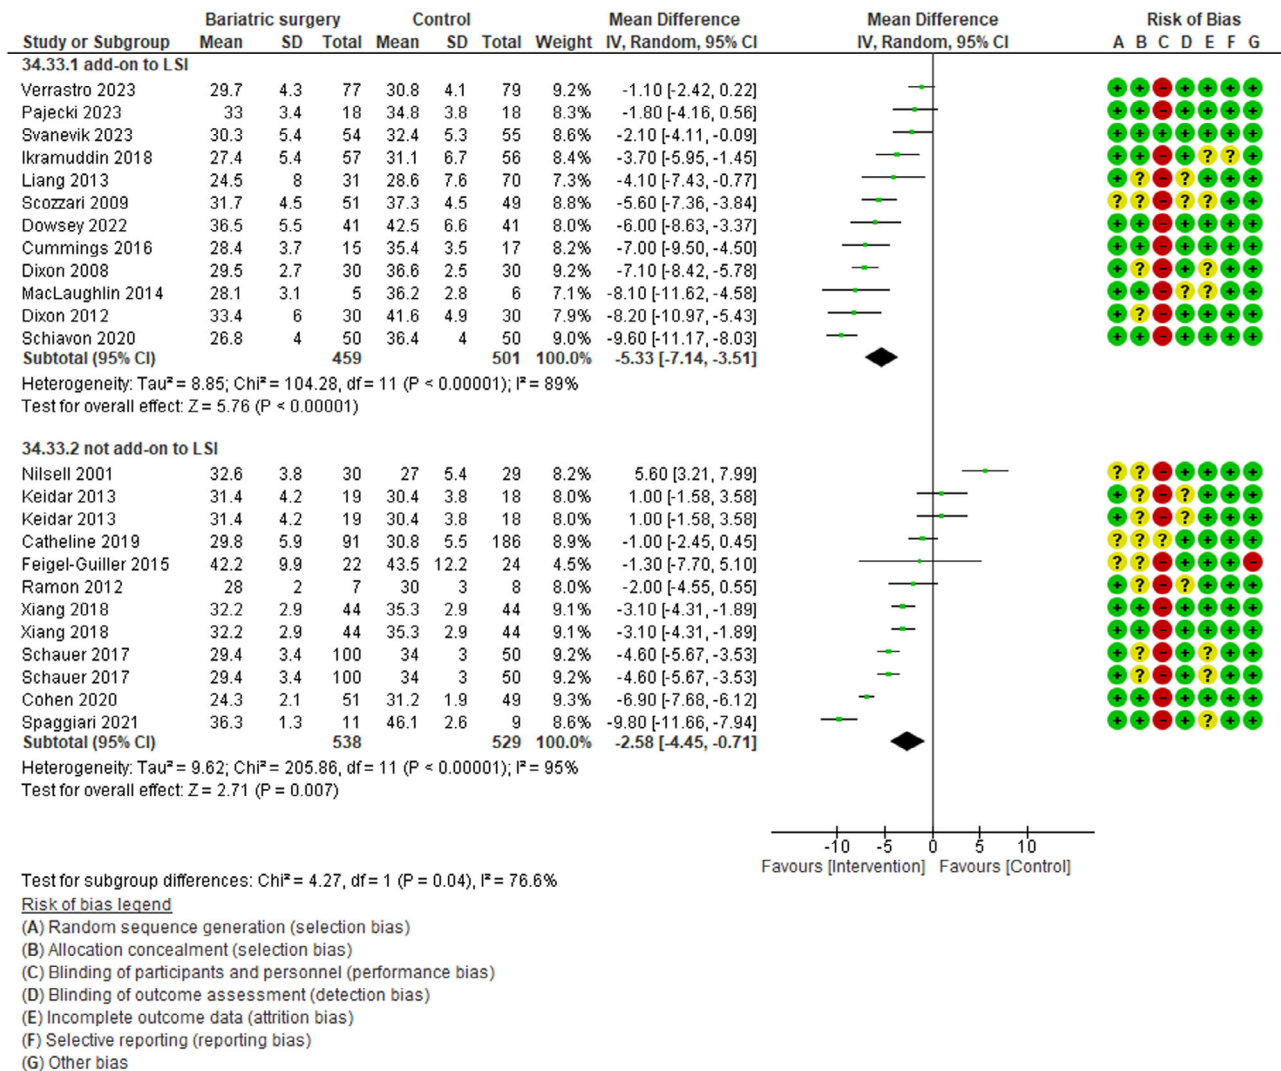 Bariatric surgery Control Mean Difference Mean Difference Risk of Bias
Study or Subgroup Mean SD Total Mean SD Total Weight IV, Random, 95% CI IV, Random, 95% CI A B C D E F G
34.33.1 add-on to LSI
Verrastro 2023 29.7 4.3 77 30.8 4.1 79 9.2% -1.10 [-2.42, 0.22] + + - + + + +
Pajecki 2023 33 3.4 18 34.8 3.8 18 8.3% -1.80 [-4.16, 0.56] + + - + + + +
Svanevik 2023 30.3 5.4 54 32.4 5.3 55 8.6% -2.10 [-4.11, -0.09] + + + + + + +
Ikramuddin 2018 27.4 5.4 57 31.1 6.7 56 8.4% -3.70 [-5.95, -1.45] + + - + ? ? +
Liang 2013 24.5 8 31 28.6 7.6 70 7.3% -4.10 [-7.43, -0.77] + ? - ? + + +
Scozzari 2009 31.7 4.5 51 37.3 4.5 49 8.8% -5.60 [-7.36, -3.84] ? ? - ? ? + +
Dowsey 2022 36.5 5.5 41 42.5 6.6 41 8.0% -6.00 [-8.63, -3.37] + + - + + + +
Cummings 2016 28.4 3.7 15 35.4 3.5 17 8.2% -7.00 [-9.50, -4.50] + + - + + + +
Dixon 2008 29.5 2.7 30 36.6 2.5 30 9.2% -7.10 [-8.42, -5.78] + ? - + ? + +
MacLaughlin 2014 28.1 3.1 5 36.2 2.8 6 7.1% -8.10 [-11.62, -4.58] + + - ? ? + +
Dixon 2012 33.4 6 30 41.6 4.9 30 7.9% -8.20 [-10.97, -5.43] + ? - + + + +
Schiavon 2020 26.8 4 50 36.4 4 50 9.0% -9.60 [-11.17, -8.03] + + - + + + +
Subtotal (95% CI) 459 501 100.0% -5.33 [-7.14, -3.51]
Heterogeneity: Tau² = 8.85; Chi² = 104.28, df = 11 (P < 0.00001); I² = 89%
Test for overall effect: Z = 5.76 (P < 0.00001)
34.33.2 not add-on to LSI
Nilsell 2001 32.6 3.8 30 27 5.4 29 8.2% 5.60 [3.21, 7.99] ? ? - + + + +
Keidar 2013 31.4 4.2 19 30.4 3.8 18 8.0% 1.00 [-1.58, 3.58] + ? - ? + + +
Keidar 2013 31.4 4.2 19 30.4 3.8 18 8.0% 1.00 [-1.58, 3.58] + ? - ? + + +
Catheline 2019 29.8 5.9 91 30.8 5.5 186 8.9% -1.00 [-2.45, 0.45] ? ? ? + + + +
Feigel-Guiller 2015 42.2 9.9 22 43.5 12.2 24 4.5% -1.30 [-7.70, 5.10] ? ? - + + + -
Ramon 2012 28 2 7 30 3 8 8.1% -2.00 [-4.55, 0.55] + ? - ? + + +
Xiang 2018 32.2 2.9 44 35.3 2.9 44 9.1% -3.10 [-4.31, -1.89] + + - + + + +
Xiang 2018 32.2 2.9 44 35.3 2.9 44 9.1% -3.10 [-4.31, -1.89] + + - + + + +
Schauer 2017 29.4 3.4 100 34 3 50 9.2% -4.60 [-5.67, -3.53] + ? - + ? + +
Schauer 2017 29.4 3.4 100 34 3 50 9.2% -4.60 [-5.67, -3.53] + ? - + ? + +
Cohen 2020 24.3 2.1 51 31.2 1.9 49 9.3% -6.90 [-7.68, -6.12] + + - + + + +
Spaggiari 2021 36.3 1.3 11 46.1 2.6 9 8.6% -9.80 [-11.66, -7.94] + + - + ? + +
Subtotal (95% CI) 538 529 100.0% -2.58 [-4.45, -0.71]
Heterogeneity: Tau² = 9.62; Chi² = 205.86, df = 11 (P < 0.00001); I² = 95%
Test for overall effect: Z = 2.71 (P = 0.007)
-10 -5 0 5 10
Favours [Intervention] Favours [Control]
Test for subgroup differences: Chi² = 4.27, df = 1 (P = 0.04), I² = 76.6%
Risk of bias legend
(A) Random sequence generation (selection bias)
(B) Allocation concealment (selection bias)
(C) Blinding of participants and personnel (performance bias)
(D) Blinding of outcome assessment (detection bias)
(E) Incomplete outcome data (attrition bias)
(F) Selective reporting (reporting bias)
(G) Other bias